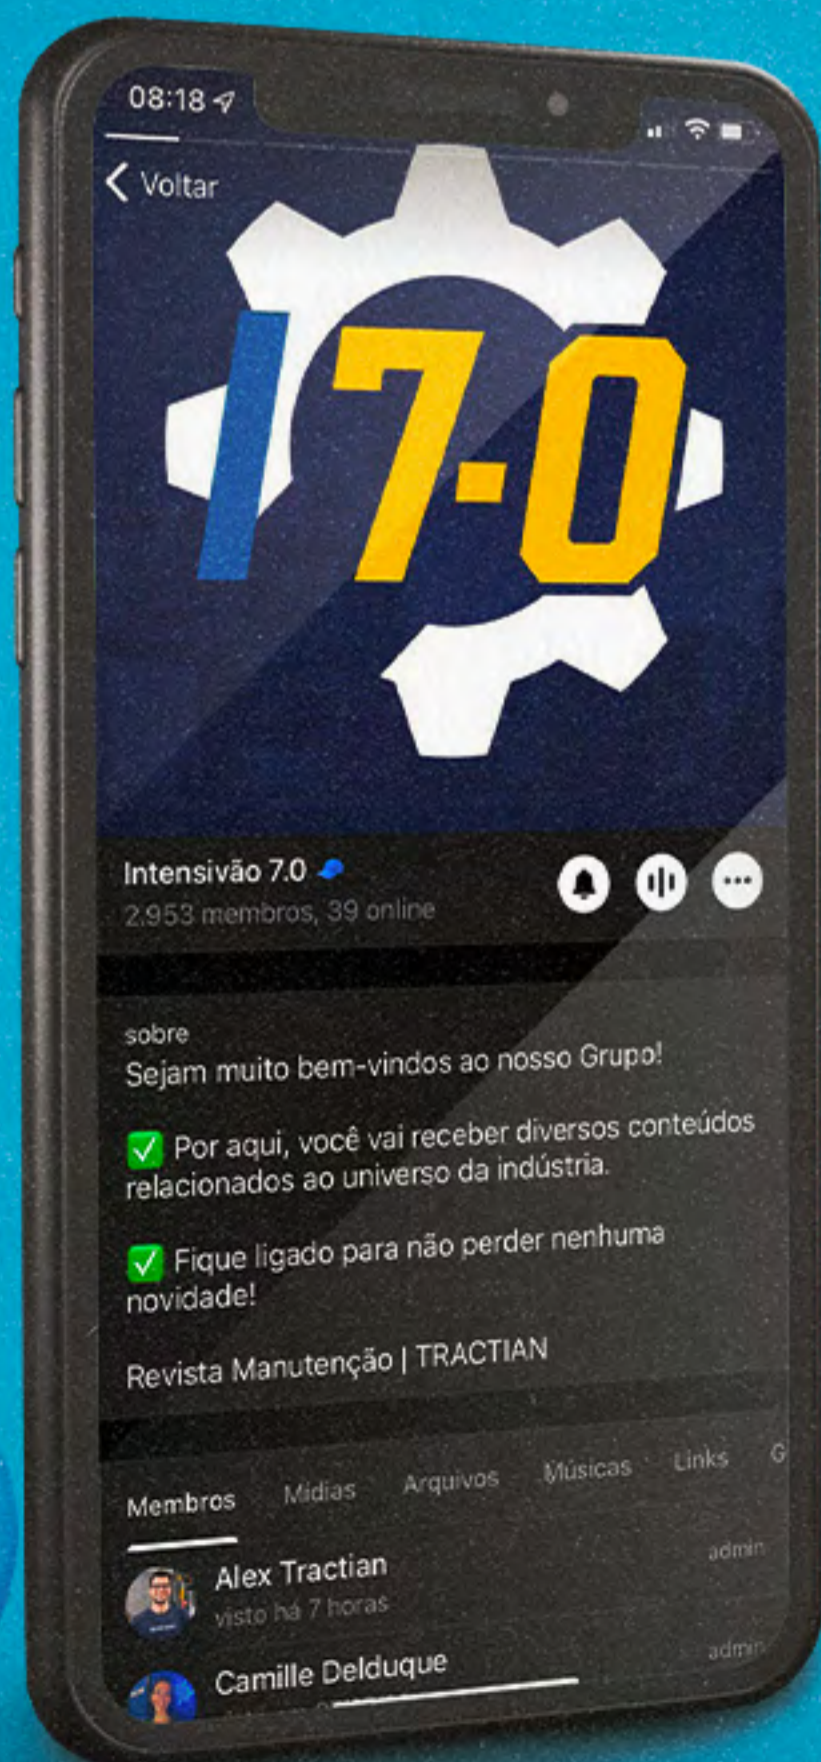 08:18
Voltar
I 7-0
Intensivão 7.0
2.953 membros, 39 online
sobre
Sejam muito bem-vindos ao nosso Grupo!
✅ Por aqui, você vai receber diversos conteúdos
relacionados ao universo da indústria.
✅ Fique ligado para não perder nenhuma
novidade!
Revista Manutenção | TRACTIAN
Membros Mídias Arquivos Músicas Links G
Alex Tractian admin
visto há 7 horas
Camille Delduque admin